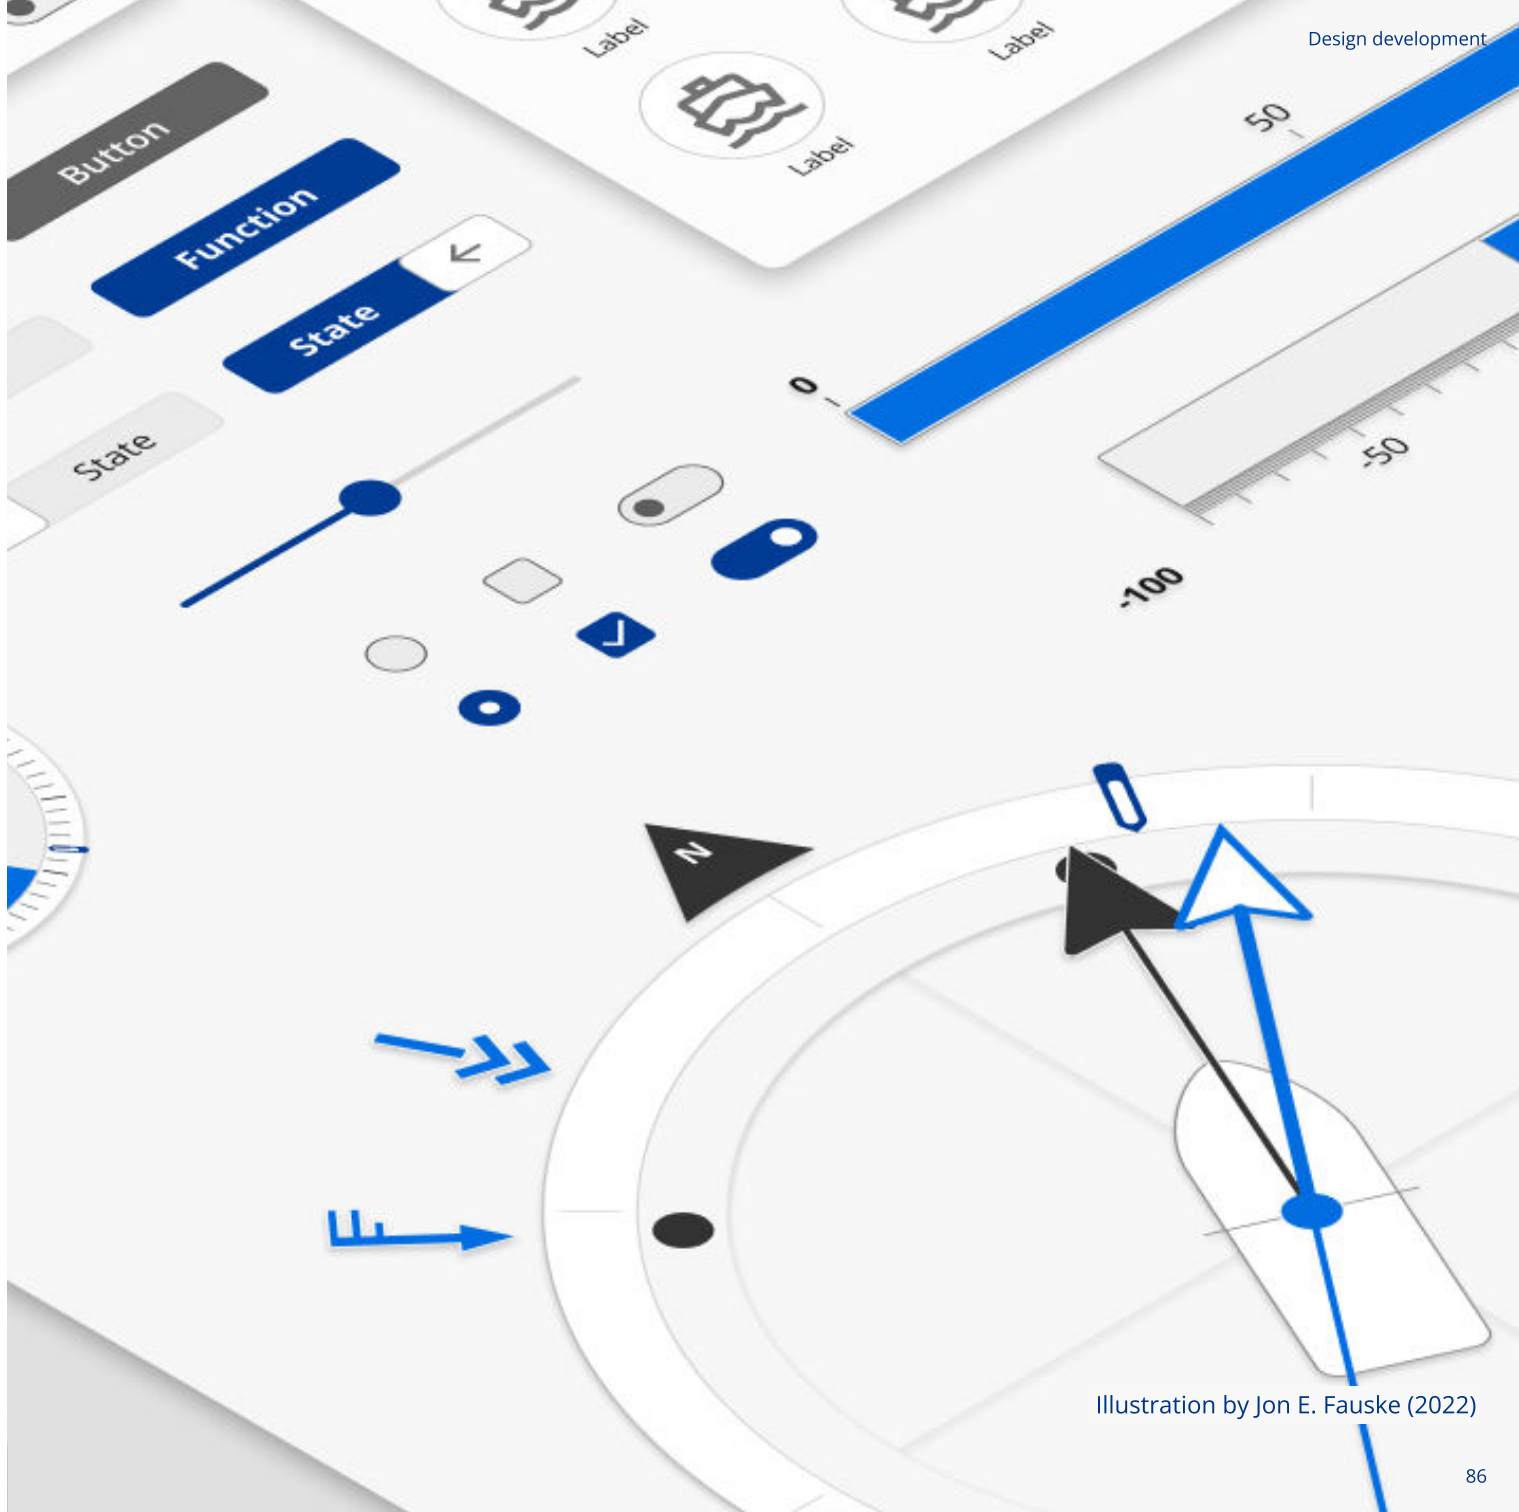 Design development
Label
Label
Label
Button
Function
State
State
50
0
-50
-100
N
Illustration by Jon E. Fauske (2022)
86